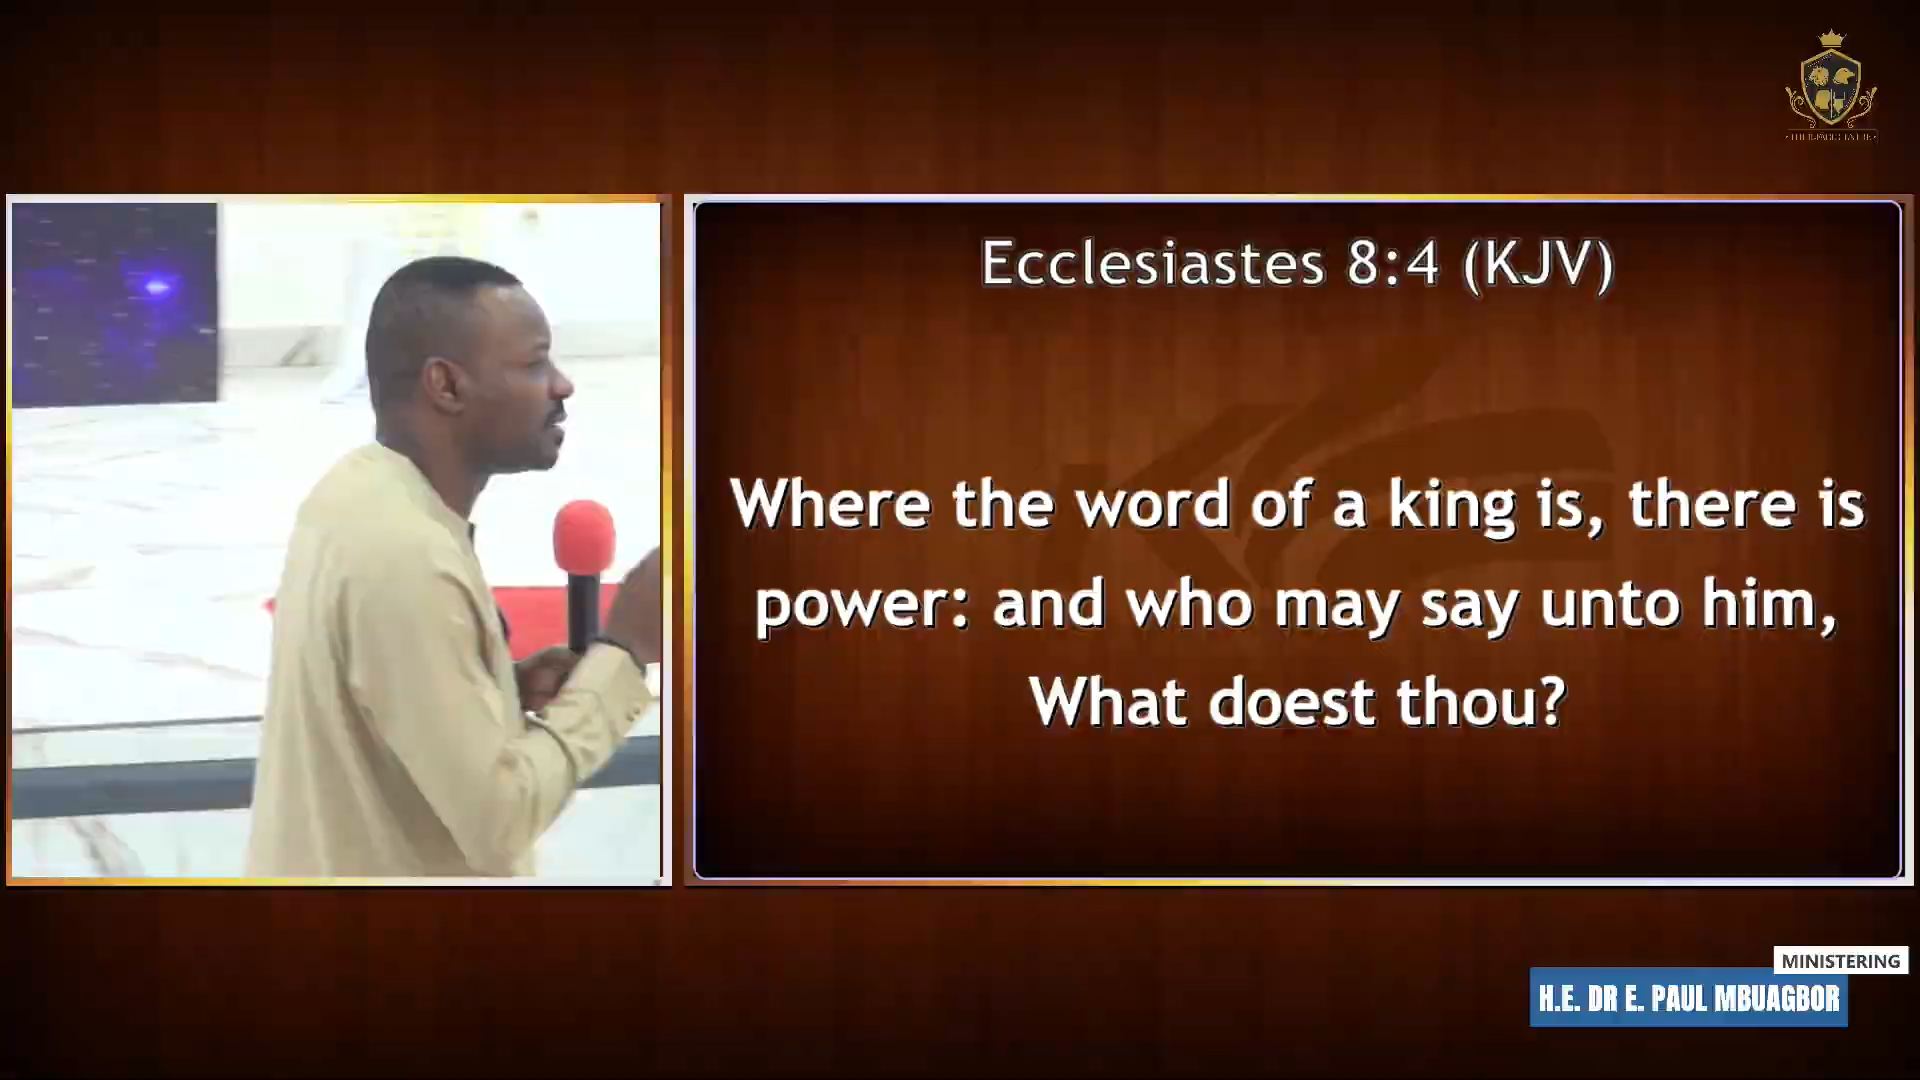 Ecclesiastes 8:4 (KJV)
Where the word of a king is, there is
power: and who may say unto him,
What doest thou?
MINISTERING
H.E. DR E. PAUL MBUAGBOR